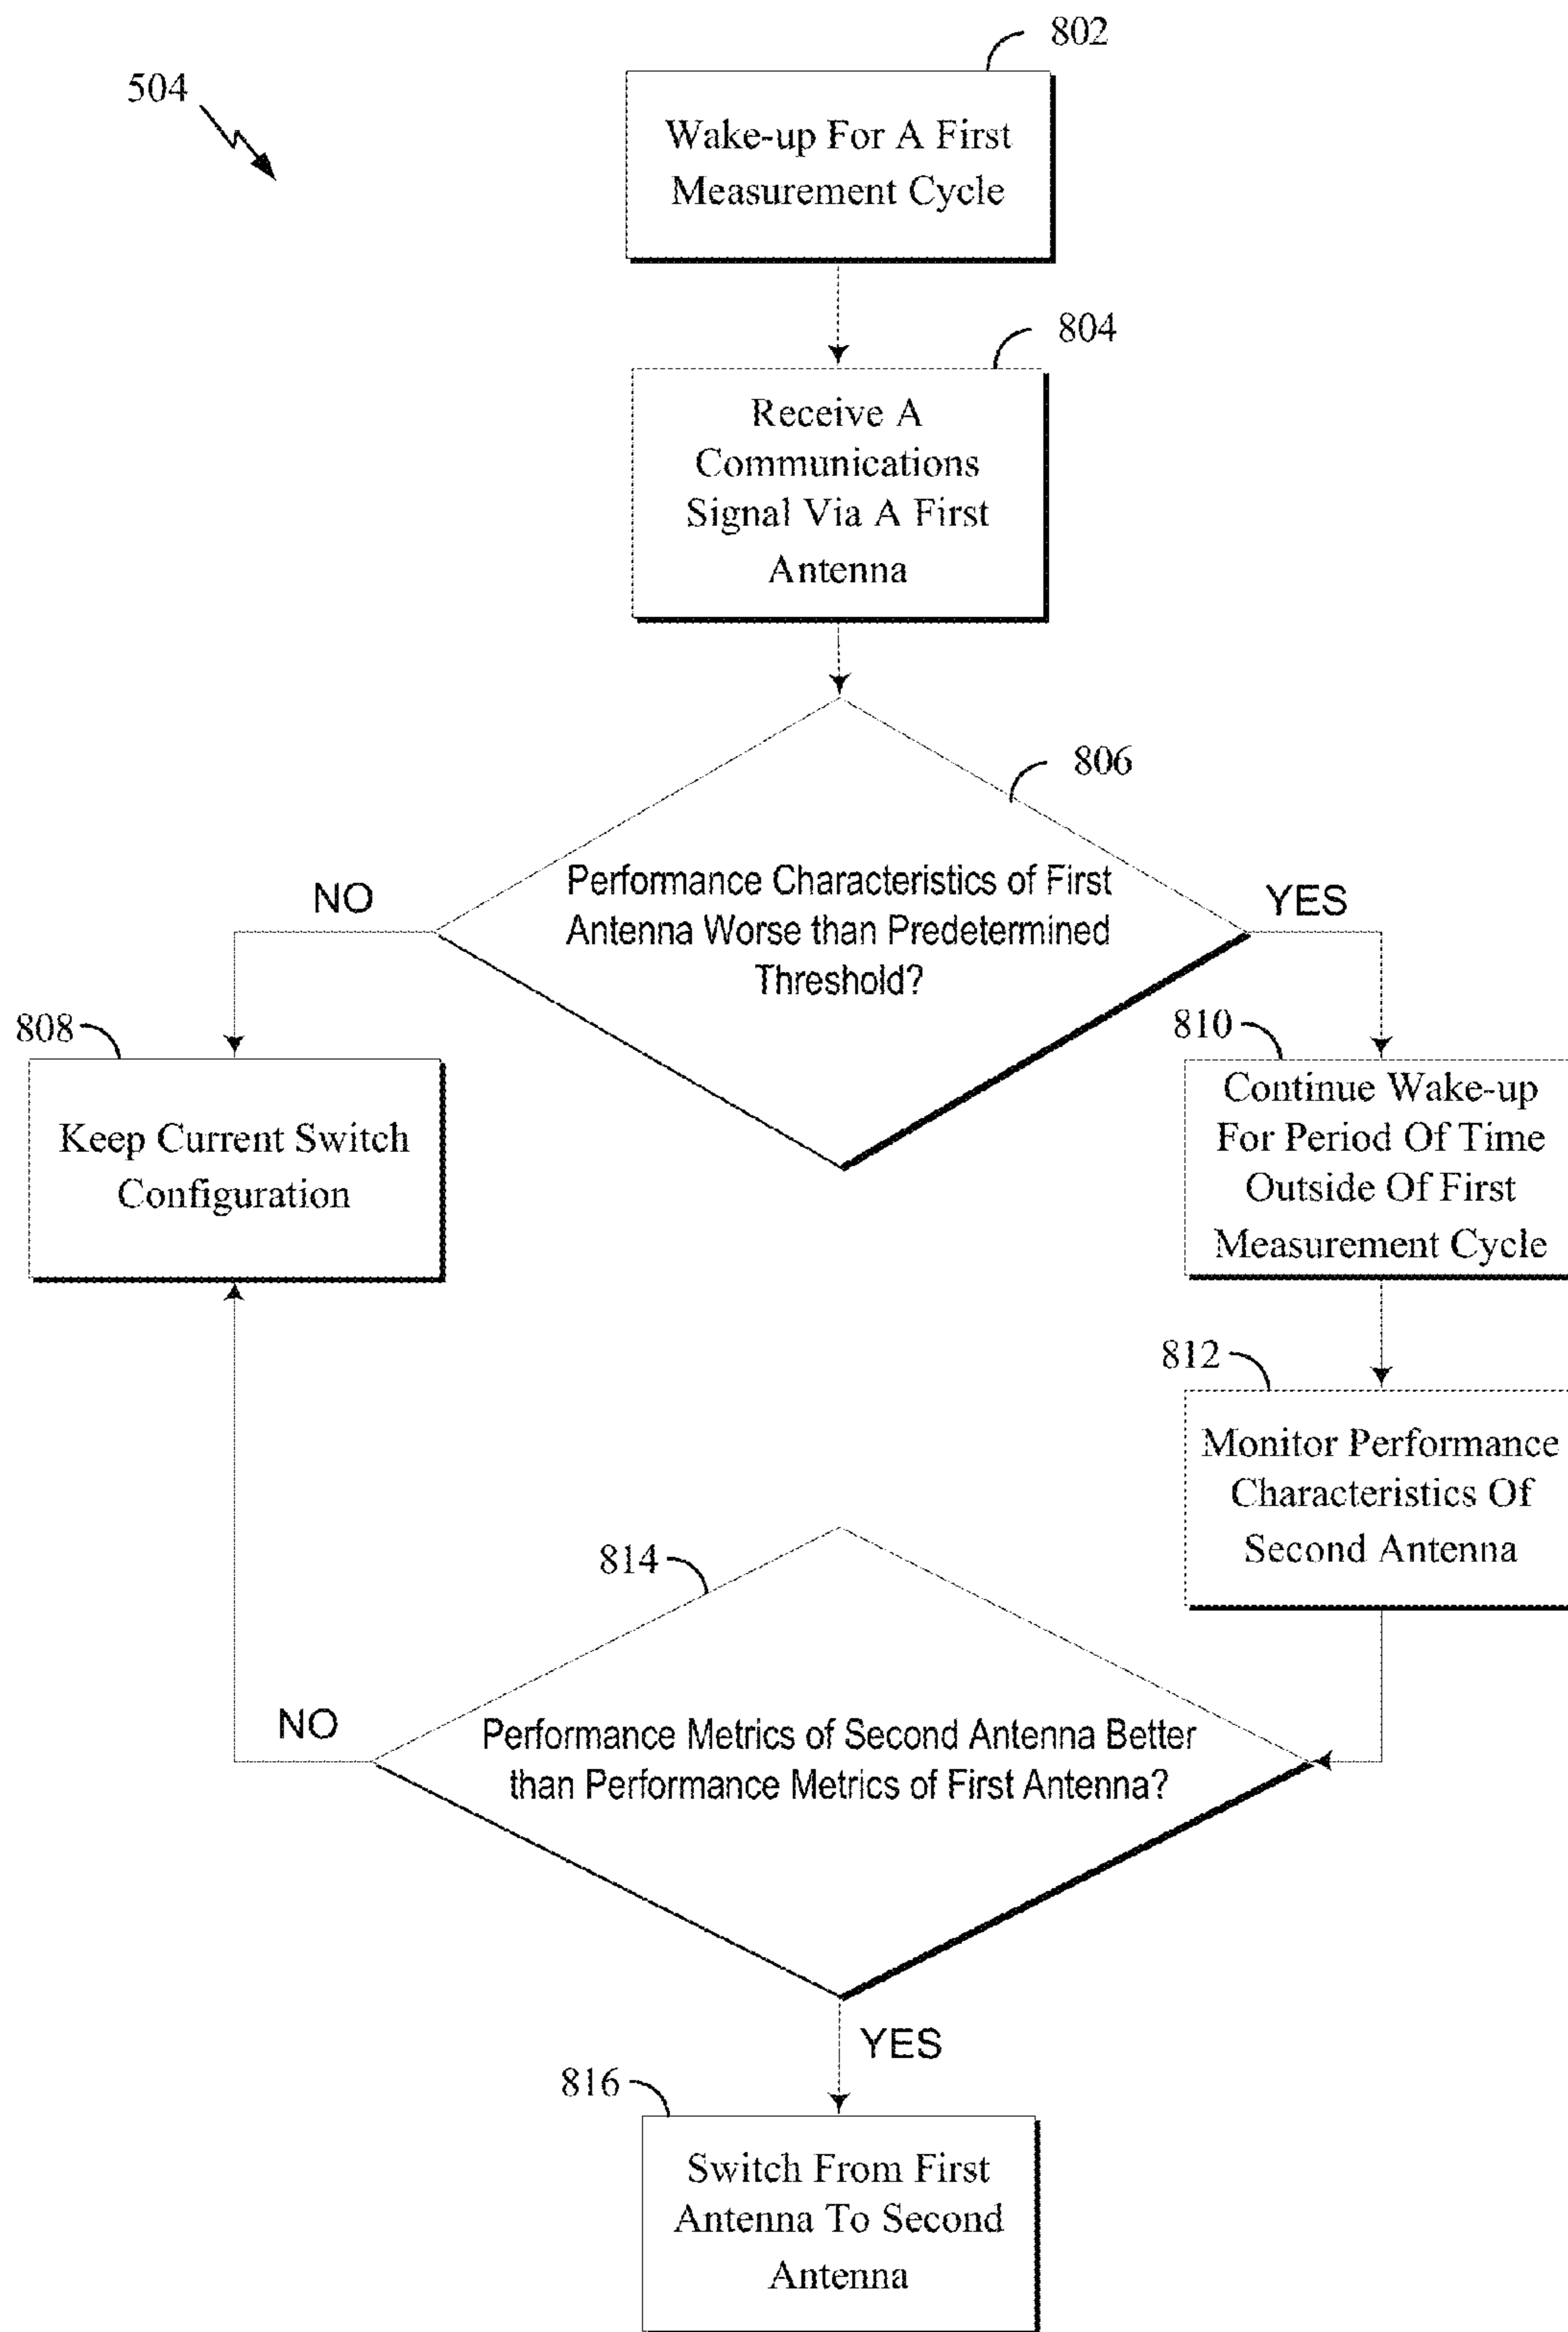 802
504
Wake-up For A First
Measurement Cycle
804
Receive A
Communications
Signal Via A First
Antenna
806
Performance Characteristics of First
Antenna Worse than Predetermined
Threshold?
NO
YES
808
Keep Current Switch
Configuration
810
Continue Wake-up
For Period Of Time
Outside Of First
Measurement Cycle
812
Monitor Performance
Characteristics Of
Second Antenna
814
Performance Metrics of Second Antenna Better
than Performance Metrics of First Antenna?
NO
YES
816
Switch From First
Antenna To Second
Antenna